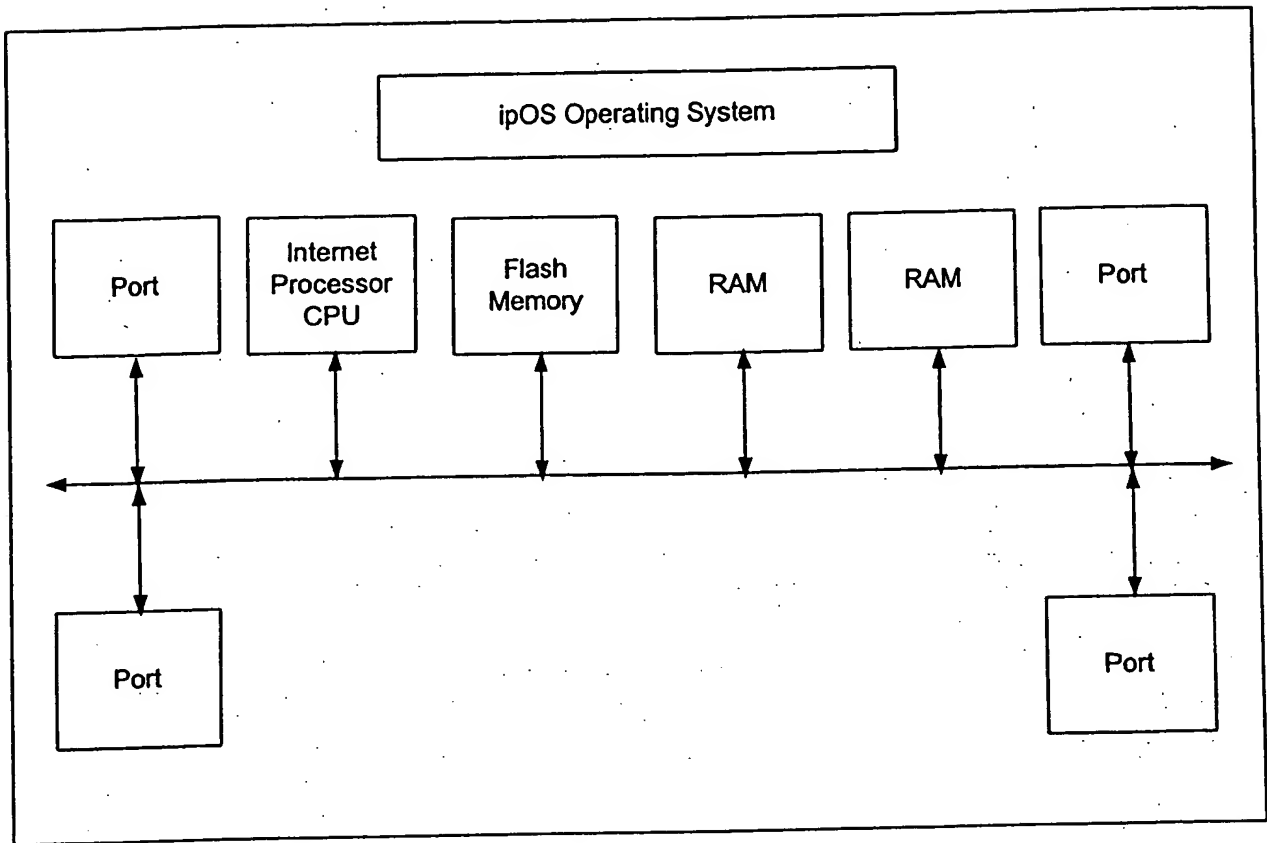 ipOS Operating System
Port
Internet
Processor
CPU
Flash
Memory
RAM
RAM
Port
Port
Port